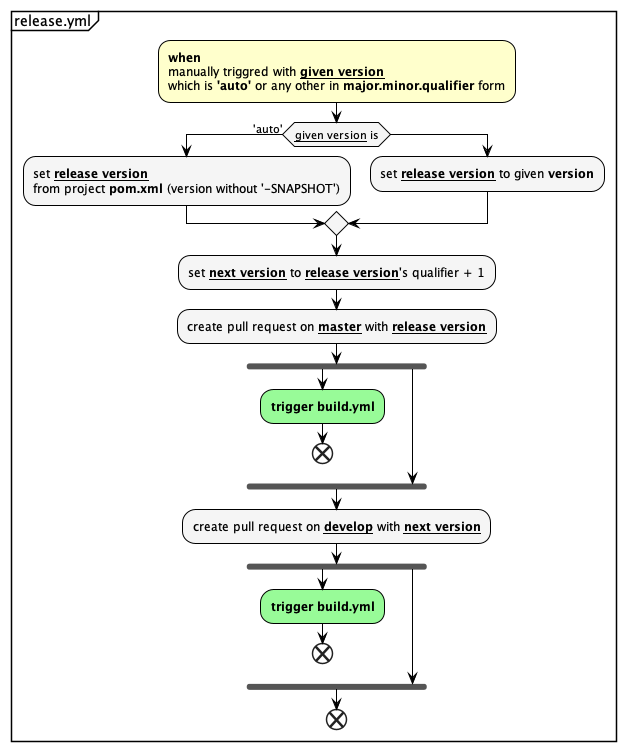 release.yml
when
manually triggred with given version
which is 'auto' or any other in major.minor.qualifier form
'auto'
given version is
set release version
from project pom.xml (version without '-SNAPSHOT')
set release version to given version
set next version to release version's qualifier + 1
create pull request on master with release version
trigger build.yml
create pull request on develop with next version
trigger build.yml